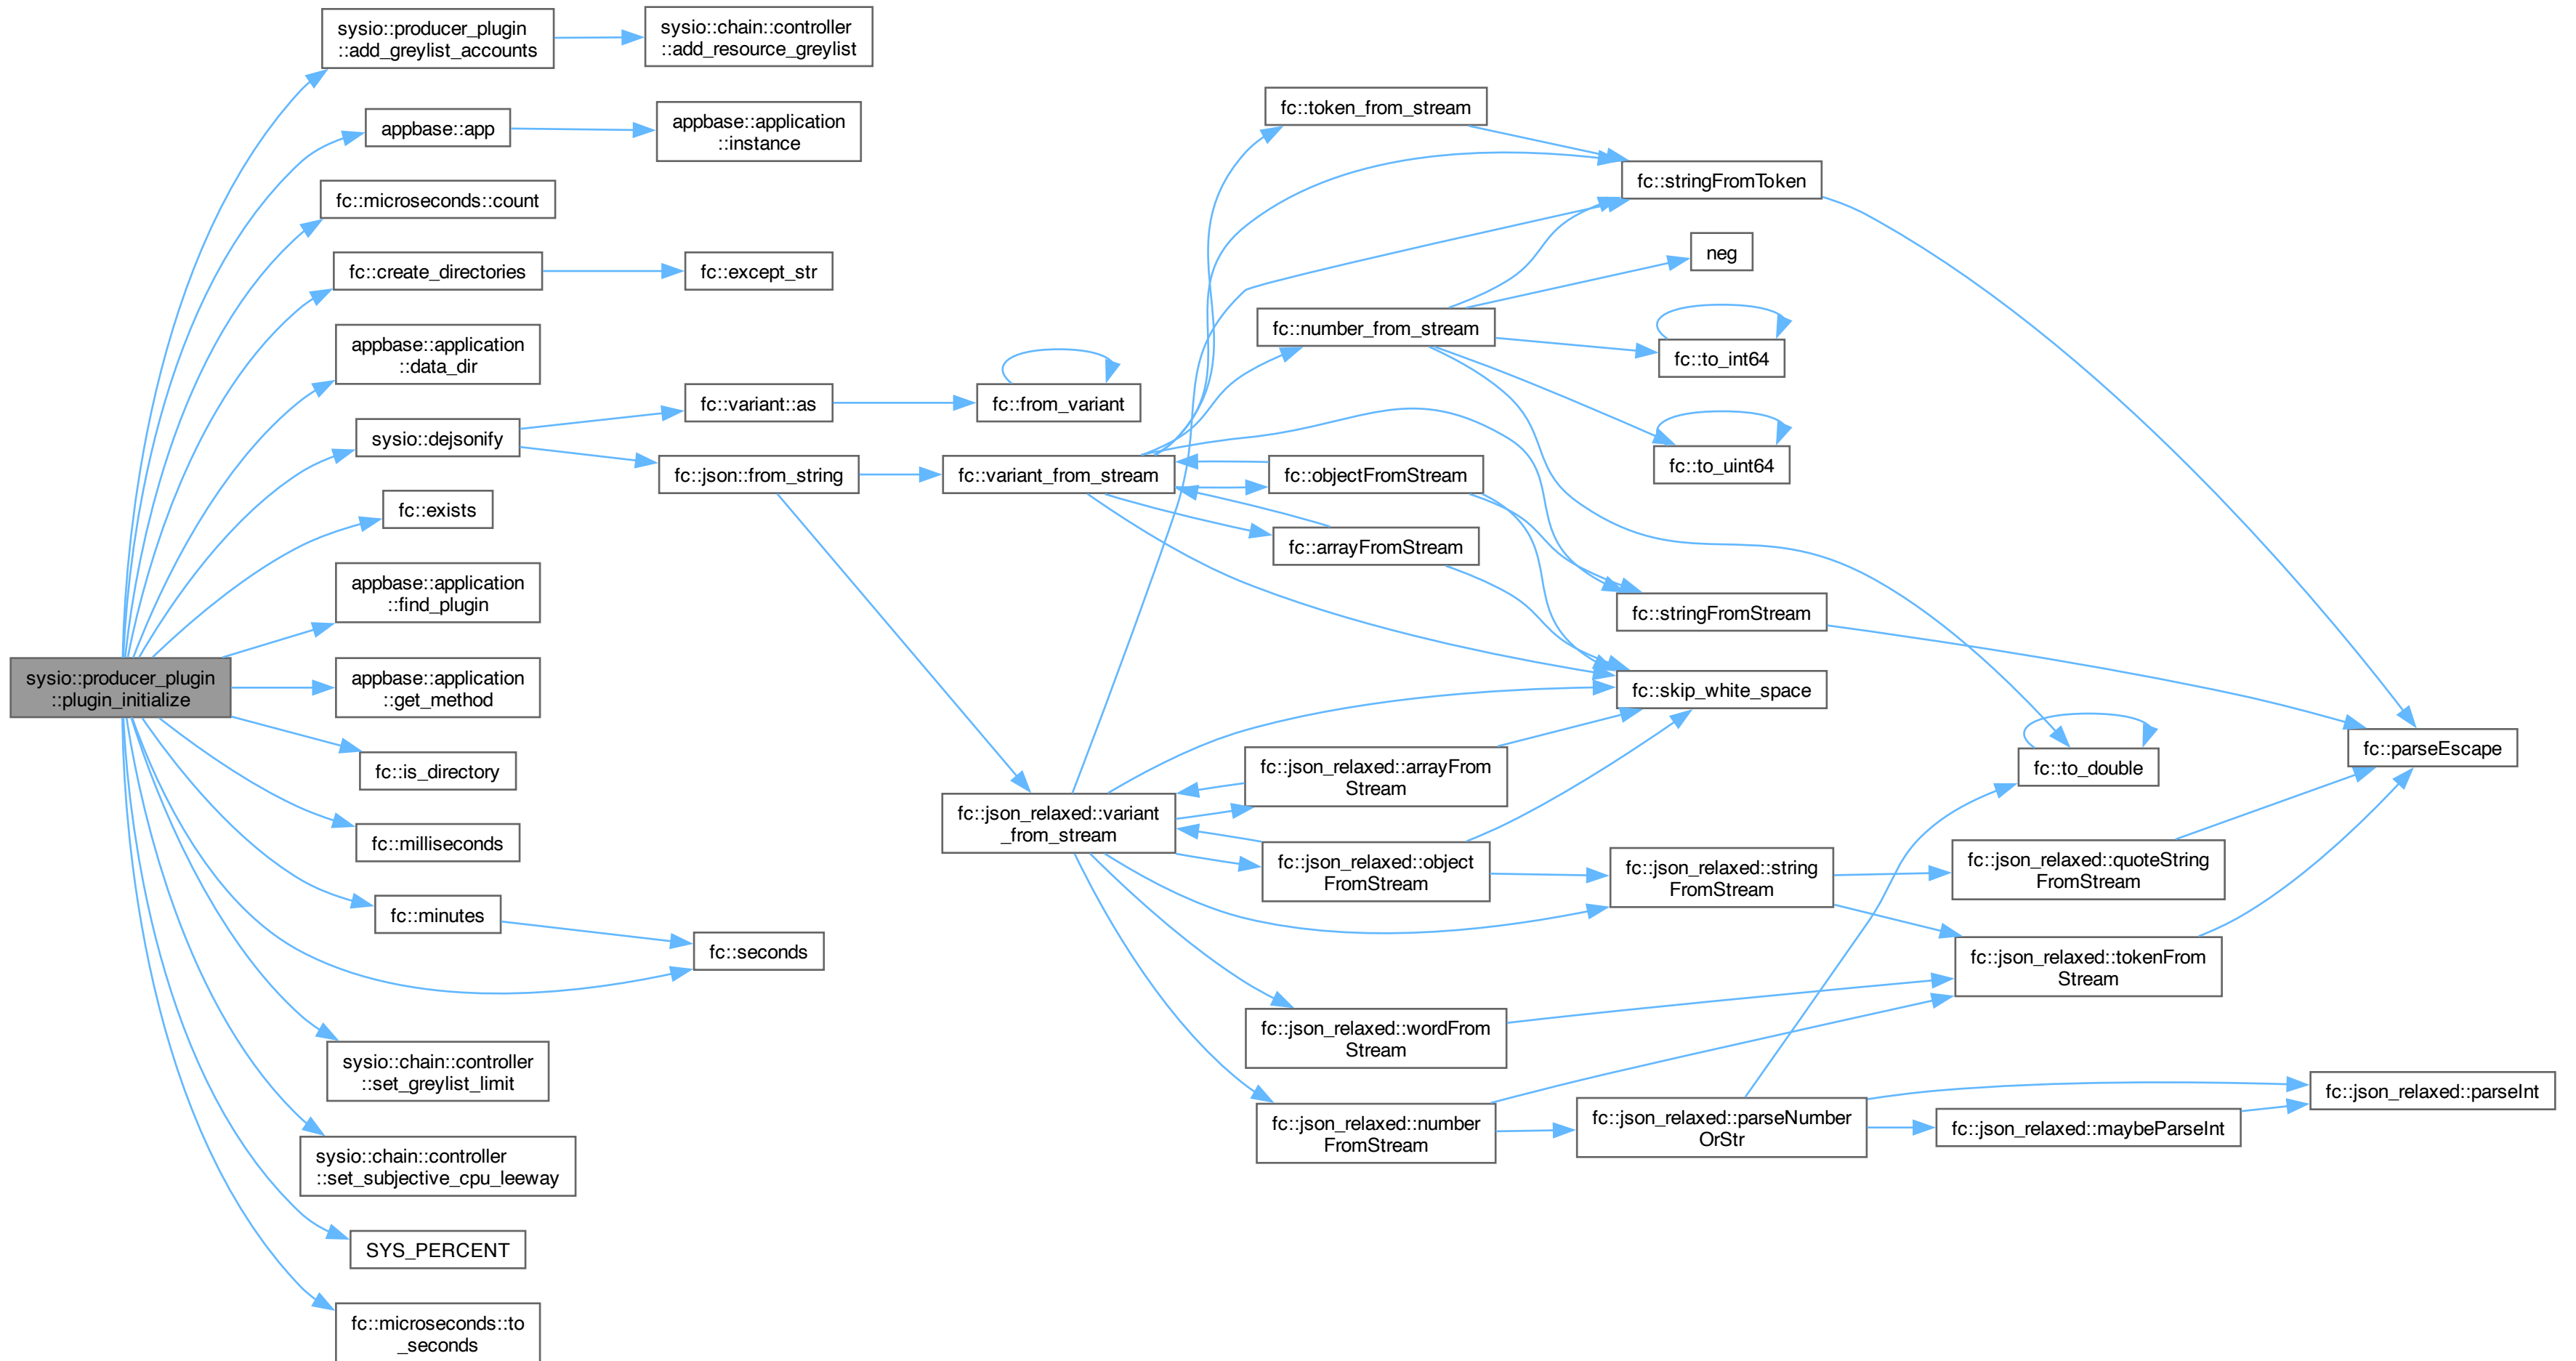 sysio::producer_plugin
::plugin_initialize
sysio::producer_plugin
::add_greylist_accounts
appbase::app
fc::microseconds::count
fc::create_directories
appbase::application
::data_dir
sysio::dejsonify
fc::exists
appbase::application
::find_plugin
appbase::application
::get_method
fc::is_directory
fc::milliseconds
fc::minutes
sysio::chain::controller
::set_greylist_limit
sysio::chain::controller
::set_subjective_cpu_leeway
SYS_PERCENT
fc::microseconds::to
_seconds
sysio::chain::controller
::add_resource_greylist
appbase::application
::instance
fc::except_str
fc::variant::as
fc::json::from_string
fc::seconds
fc::from_variant
fc::variant_from_stream
fc::json_relaxed::variant
_from_stream
fc::token_from_stream
fc::number_from_stream
fc::objectFromStream
fc::arrayFromStream
fc::json_relaxed::arrayFrom
Stream
fc::json_relaxed::object
FromStream
fc::json_relaxed::wordFrom
Stream
fc::json_relaxed::number
FromStream
fc::stringFromToken
neg
fc::to_int64
fc::to_uint64
fc::stringFromStream
fc::skip_white_space
fc::json_relaxed::string
FromStream
fc::json_relaxed::parseNumber
OrStr
fc::to_double
fc::json_relaxed::quoteString
FromStream
fc::json_relaxed::tokenFrom
Stream
fc::json_relaxed::maybeParseInt
fc::parseEscape
fc::json_relaxed::parseInt